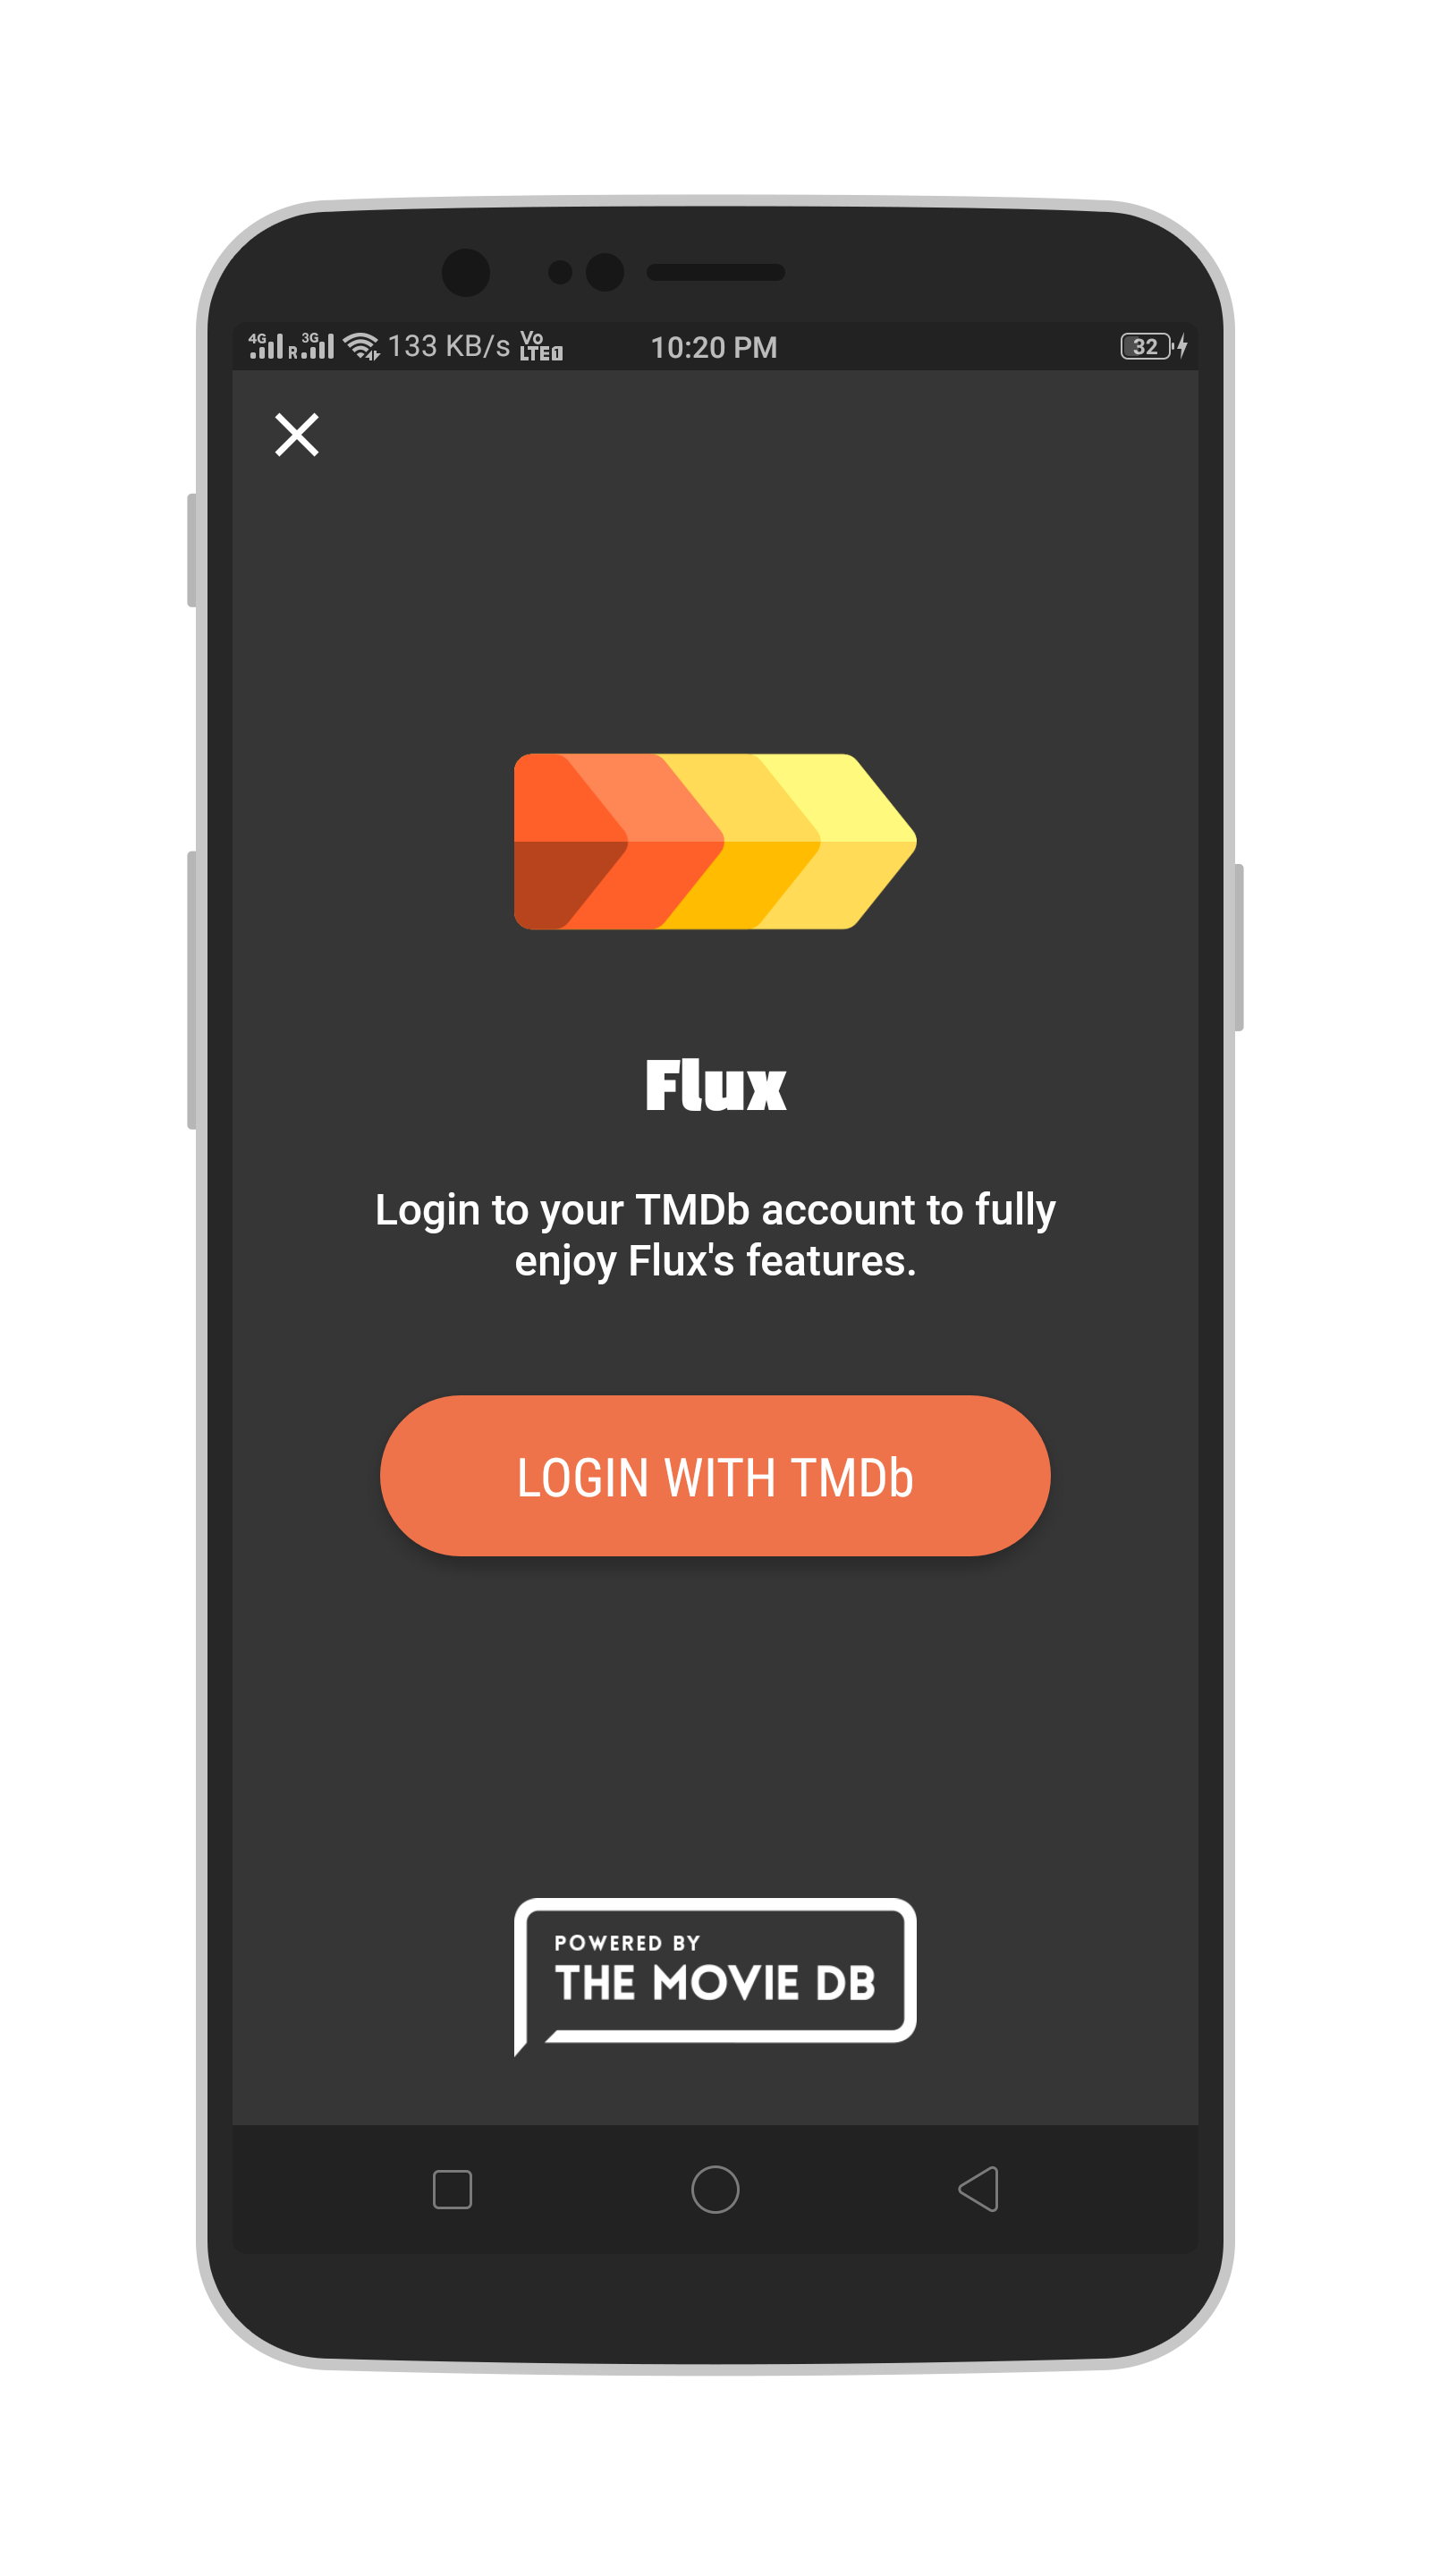 4G R 3G 133 KB/s Vo LTE 1 10:20 PM 32
Flux
Login to your TMDb account to fully
enjoy Flux's features.
LOGIN WITH TMDb
POWERED BY
THE MOVIE DB